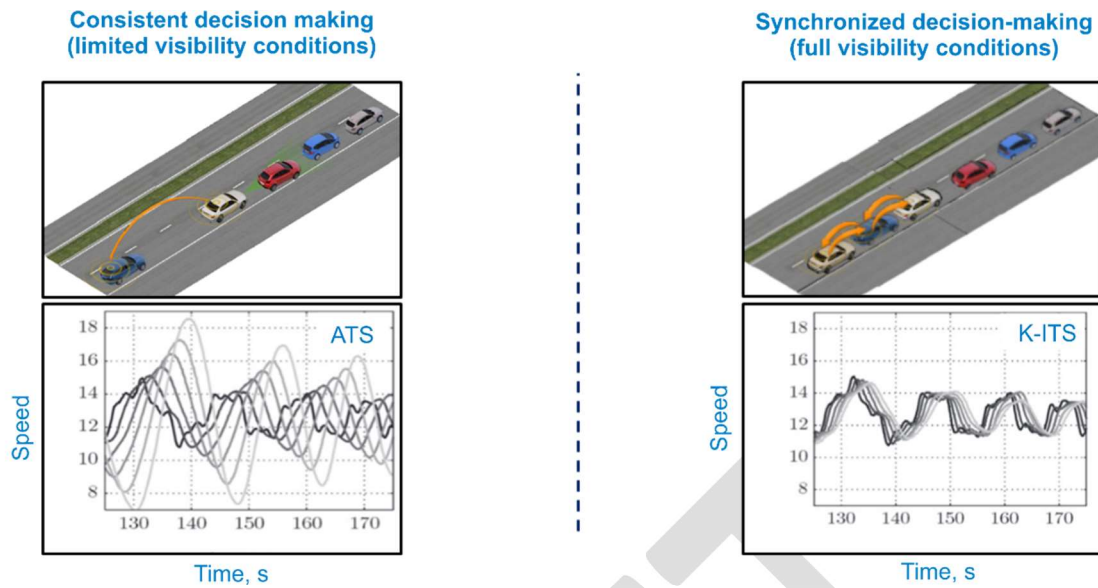 Consistent decision making
(limited visibility conditions)
Synchronized decision-making
(full visibility conditions)
ATS
18
16
14
12
10
8
130 140 150 160 170
Speed
Time, s
K-ITS
18
16
14
12
10
8
130 140 150 160 170
Speed
Time, s